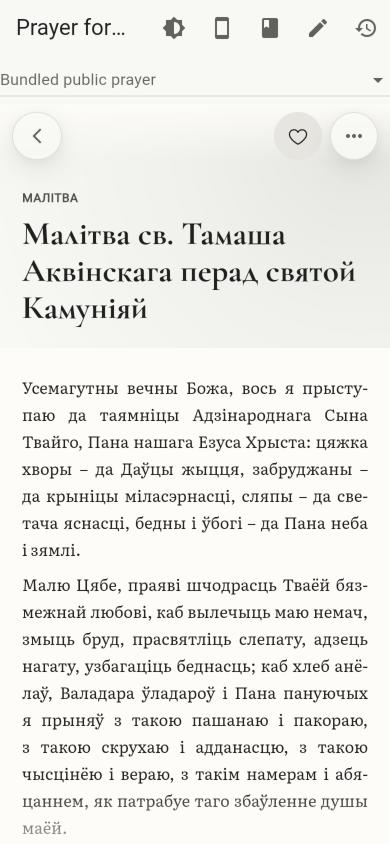 Prayer for...
Bundled public prayer
МАЛІТВА
Малітва св. Тамаша
Аквінскага перад святой
Камуніяй
Усемагутны вечны Божа, вось я прысту-
паю да таямніцы Адзінароднага Сына
Твайго, Пана нашага Езуса Хрыста: цяжка
хворы – да Даўцы жыцця, забруджаны –
да крыніцы міласэрнасці, сляпы – да све-
тача яснасці, бедны і ўбогі – да Пана неба
і зямлі.
Малю Цябе, праяві шчодрасць Тваёй бяз-
межнай любові, каб вылечыць маю немач,
змыць бруд, прасвятліць слепату, адзець
нагату, узбагаціць беднасць; каб хлеб анё-
лаў, Валадара ўладароў і Пана пануючых
я прыняў з такою пашанаю і пакораю,
з такою скрухаю і адданасцю, з такою
чысцінёю і вераю, з такім намерам і абя-
цаннем, як патрабуе таго збаўленне душы
маёй.